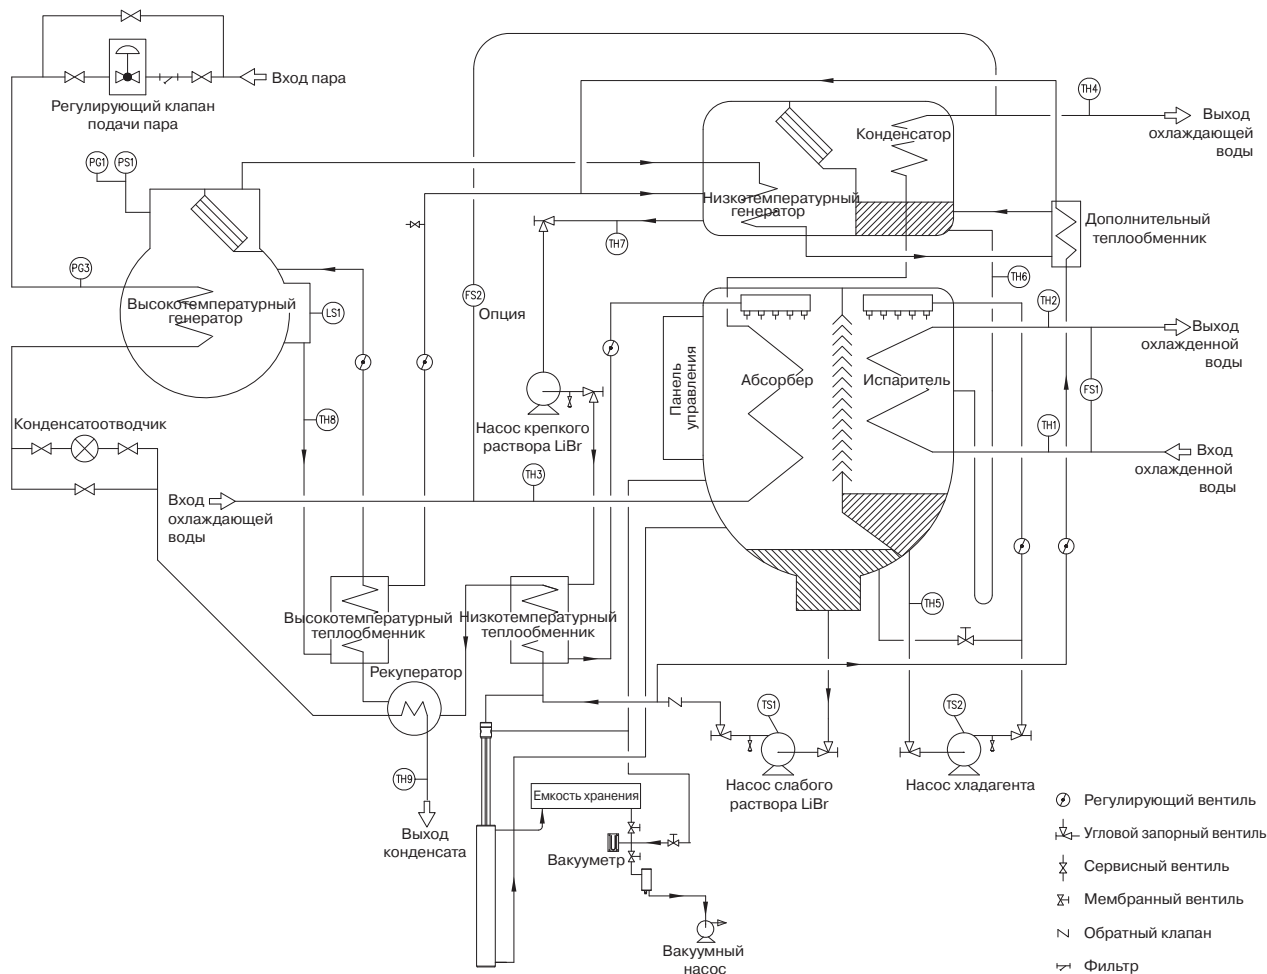 Вход пара
Регулирующий клапан
подачи пара
PG1
PS1
TH4
Выход
охлаждающей
воды
Конденсатор
Низкотемпературный
генератор
Дополнительный
теплообменник
TH7
TH6
PG3
Высокотемпературный
генератор
LS1
FS2
Опция
TH2
Выход
охлажденной
воды
Панель
управления
Абсорбер
Испаритель
FS1
Конденсатоотводчик
TH8
Насос крепкого
раствора LiBr
TH1
Вход
охлажденной
воды
TH3
Вход
охлаждающей
воды
Высокотемпературный
теплообменник
Низкотемпературный
теплообменник
TH5
Рекуператор
TS1
TS2
TH9
Насос слабого
раствора LiBr
Насос хладагента
Емкость хранения
Выход
конденсата
Вакууметр
Вакуумный
насос
Регулирующий вентиль
Угловой запорный вентиль
Сервисный вентиль
Мембранный вентиль
Обратный клапан
Фильтр